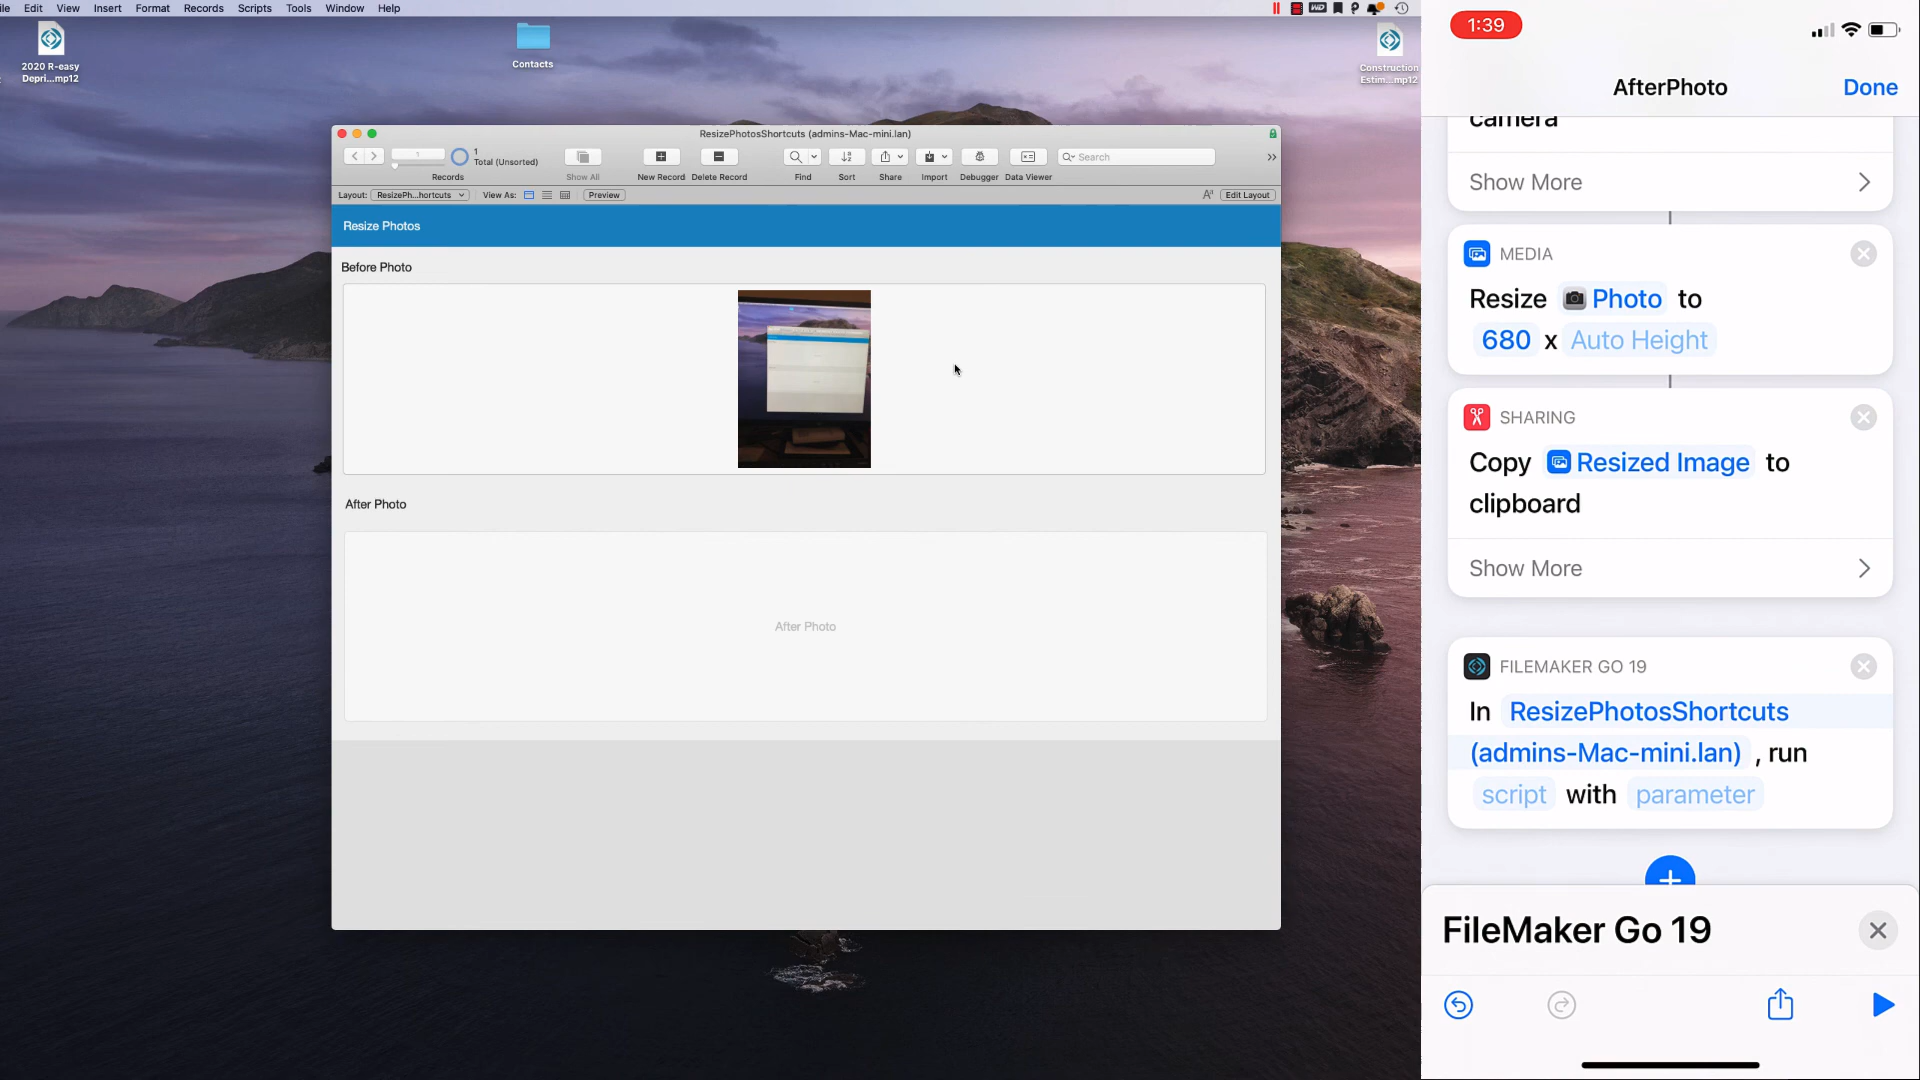 Edit View Insert Format Records Scripts Tools Window Help
2020 R-easy
Depri...mp12
Contacts
Construction
Estim...mp12
ResizePhotosShortcuts (admins-Mac-mini.lan)
1
1
Total (Unsorted)
Records
Show All
New Record
Delete Record
Find
Sort
Share
Import
Debugger
Data Viewer
Search
Layout: ResizePh...hortcuts
View As:
Preview
Edit Layout
Resize Photos
Before Photo
After Photo
After Photo
1:39
AfterPhoto
Done
camera
Show More
MEDIA
Resize Photo to
680 x Auto Height
SHARING
Copy Resized Image to
clipboard
Show More
FILEMAKER GO 19
In ResizePhotosShortcuts
(admins-Mac-mini.lan) , run
script with parameter
FileMaker Go 19